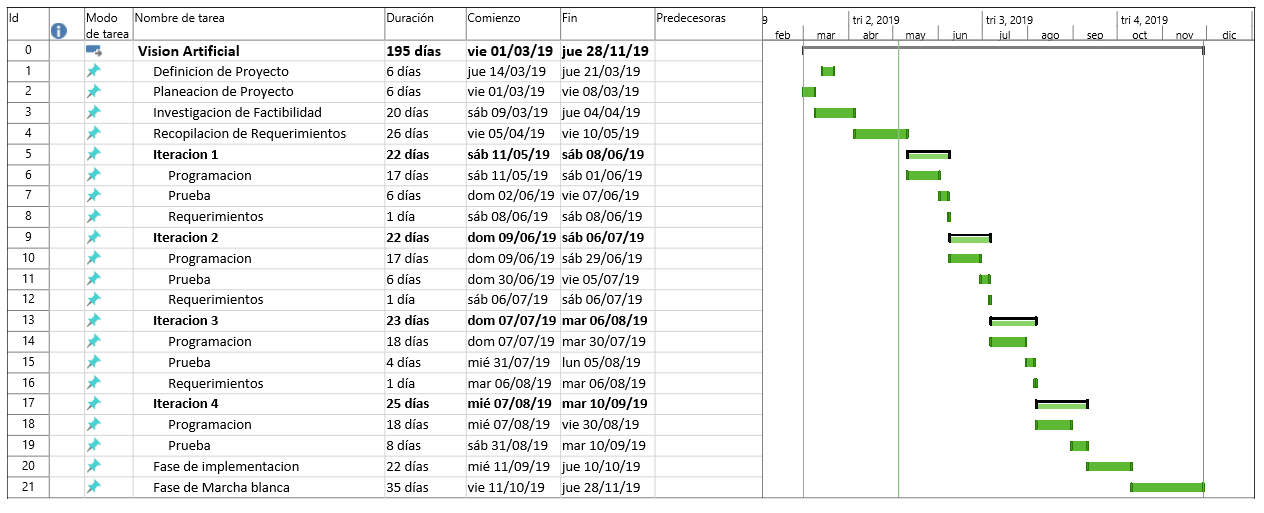 Id Modo de tarea Nombre de tarea Duración Comienzo Fin Predecesoras
9 tri 2, 2019 tri 3, 2019 tri 4, 2019
feb mar abr may jun jul ago sep oct nov dic
0 Vision Artificial 195 días vie 01/03/19 jue 28/11/19
1 Definicion de Proyecto 6 días jue 14/03/19 jue 21/03/19
2 Planeacion de Proyecto 6 días vie 01/03/19 vie 08/03/19
3 Investigacion de Factibilidad 20 días sáb 09/03/19 jue 04/04/19
4 Recopilacion de Requerimientos 26 días vie 05/04/19 vie 10/05/19
5 Iteracion 1 22 días sáb 11/05/19 sáb 08/06/19
6 Programacion 17 días sáb 11/05/19 sáb 01/06/19
7 Prueba 6 días dom 02/06/19 vie 07/06/19
8 Requerimientos 1 día sáb 08/06/19 sáb 08/06/19
9 Iteracion 2 22 días dom 09/06/19 sáb 06/07/19
10 Programacion 17 días dom 09/06/19 sáb 29/06/19
11 Prueba 6 días dom 30/06/19 vie 05/07/19
12 Requerimientos 1 día sáb 06/07/19 sáb 06/07/19
13 Iteracion 3 23 días dom 07/07/19 mar 06/08/19
14 Programacion 18 días dom 07/07/19 mar 30/07/19
15 Prueba 4 días mié 31/07/19 lun 05/08/19
16 Requerimientos 1 día mar 06/08/19 mar 06/08/19
17 Iteracion 4 25 días mié 07/08/19 mar 10/09/19
18 Programacion 18 días mié 07/08/19 vie 30/08/19
19 Prueba 8 días sáb 31/08/19 mar 10/09/19
20 Fase de implementacion 22 días mié 11/09/19 jue 10/10/19
21 Fase de Marcha blanca 35 días vie 11/10/19 jue 28/11/19